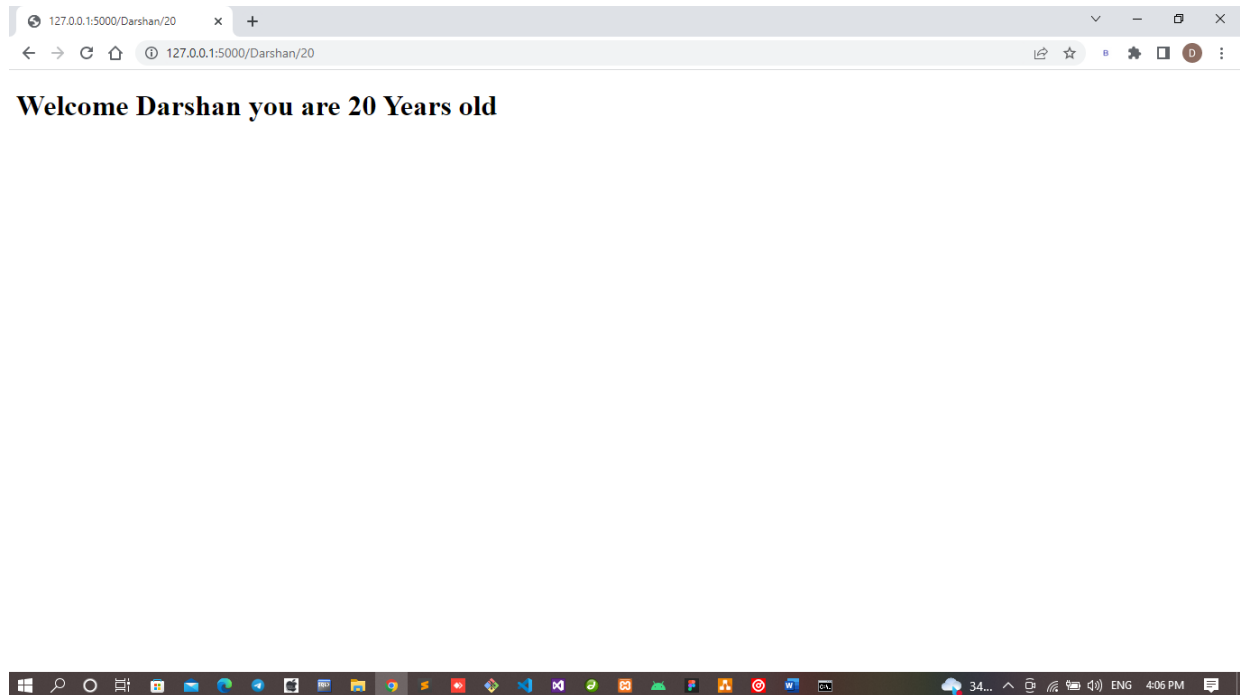 127.0.0.1:5000/Darshan/20
127.0.0.1:5000/Darshan/20
B
D
Welcome Darshan you are 20 Years old
34... ENG 4:06 PM